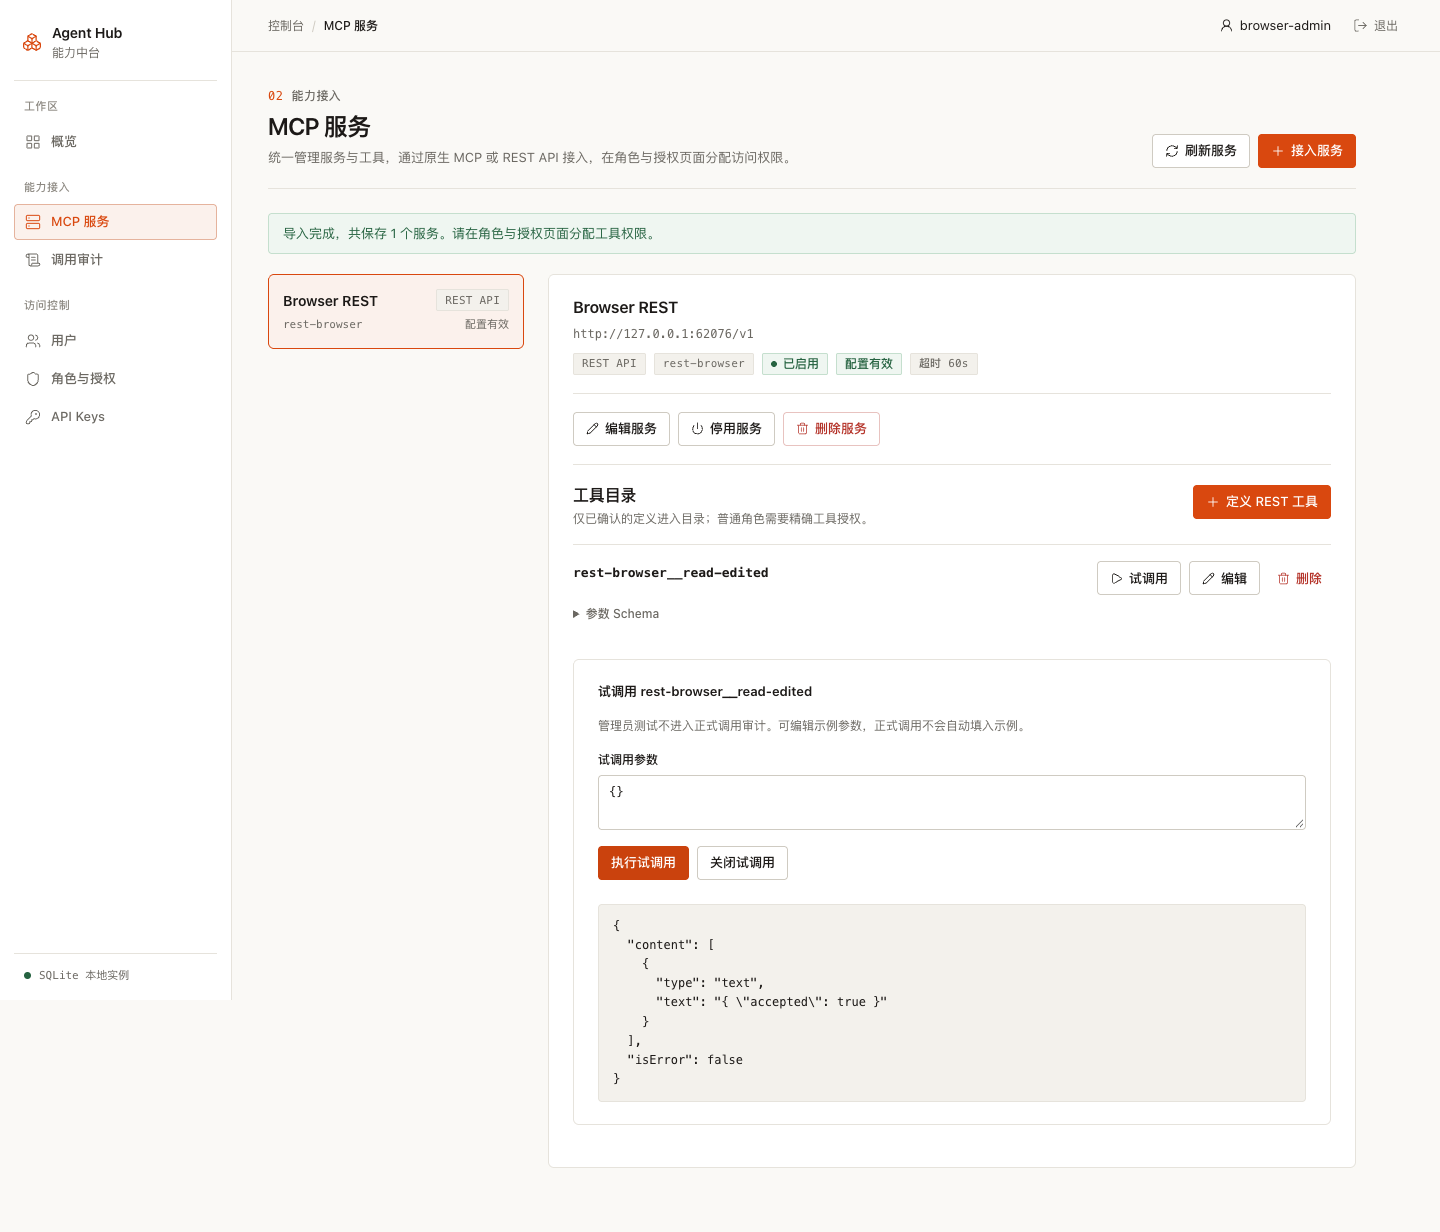 Agent Hub
能力中台
工作区
概览
能力接入
MCP 服务
调用审计
访问控制
用户
角色与授权
API Keys
SQLite 本地实例
控制台 / MCP 服务
browser-admin
退出
02 能力接入
MCP 服务
统一管理服务与工具，通过原生 MCP 或 REST API 接入，在角色与授权页面分配访问权限。
刷新服务
+ 接入服务
导入完成，共保存 1 个服务。请在角色与授权页面分配工具权限。
Browser REST
REST API
rest-browser
配置有效
Browser REST
http://127.0.0.1:62076/v1
REST API
rest-browser
已启用
配置有效
超时 60s
编辑服务
停用服务
删除服务
工具目录
仅已确认的定义进入目录；普通角色需要精确工具授权。
+ 定义 REST 工具
rest-browser__read-edited
试调用
编辑
删除
参数 Schema
试调用 rest-browser__read-edited
管理员测试不进入正式调用审计。可编辑示例参数，正式调用不会自动填入示例。
试调用参数
{}
执行试调用
关闭试调用
{
"content": [
{
"type": "text",
"text": "{ \"accepted\": true }"
}
],
"isError": false
}